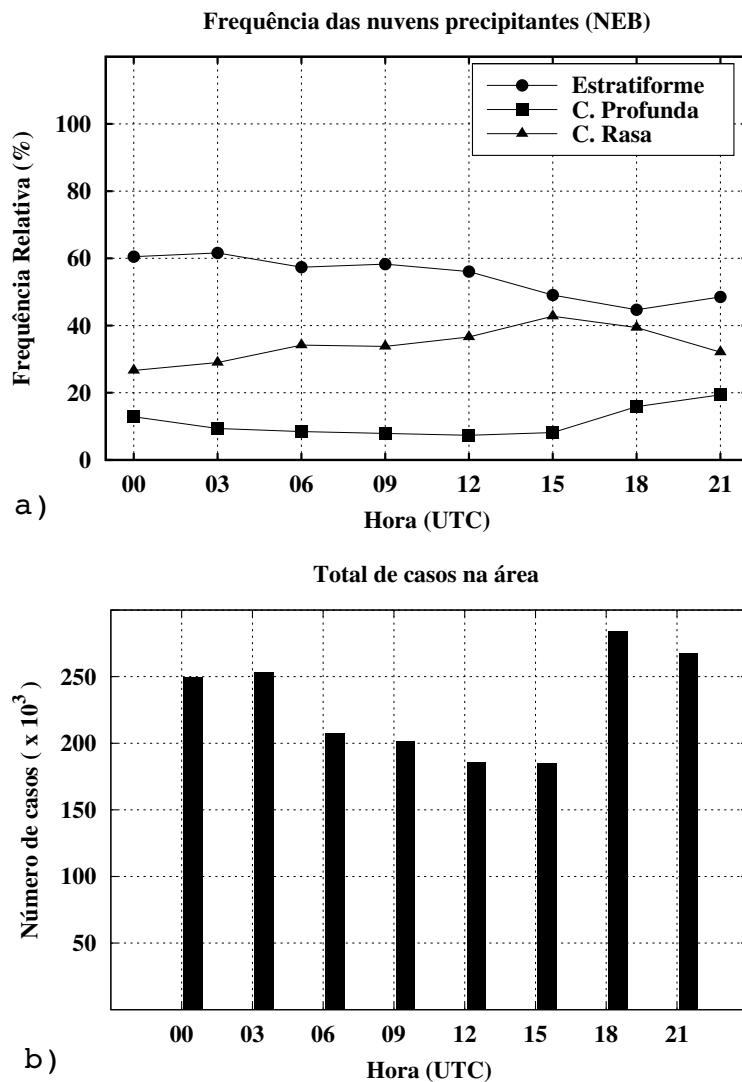 Frequência das nuvens precipitantes (NEB)
Estratiforme
C. Profunda
C. Rasa
Frequência Relativa (%)
100
80
60
40
20
0
00 03 06 09 12 15 18 21
a)
Hora (UTC)
Total de casos na área
Número de casos ( x 10³ )
250
200
150
100
50
00 03 06 09 12 15 18 21
b)
Hora (UTC)